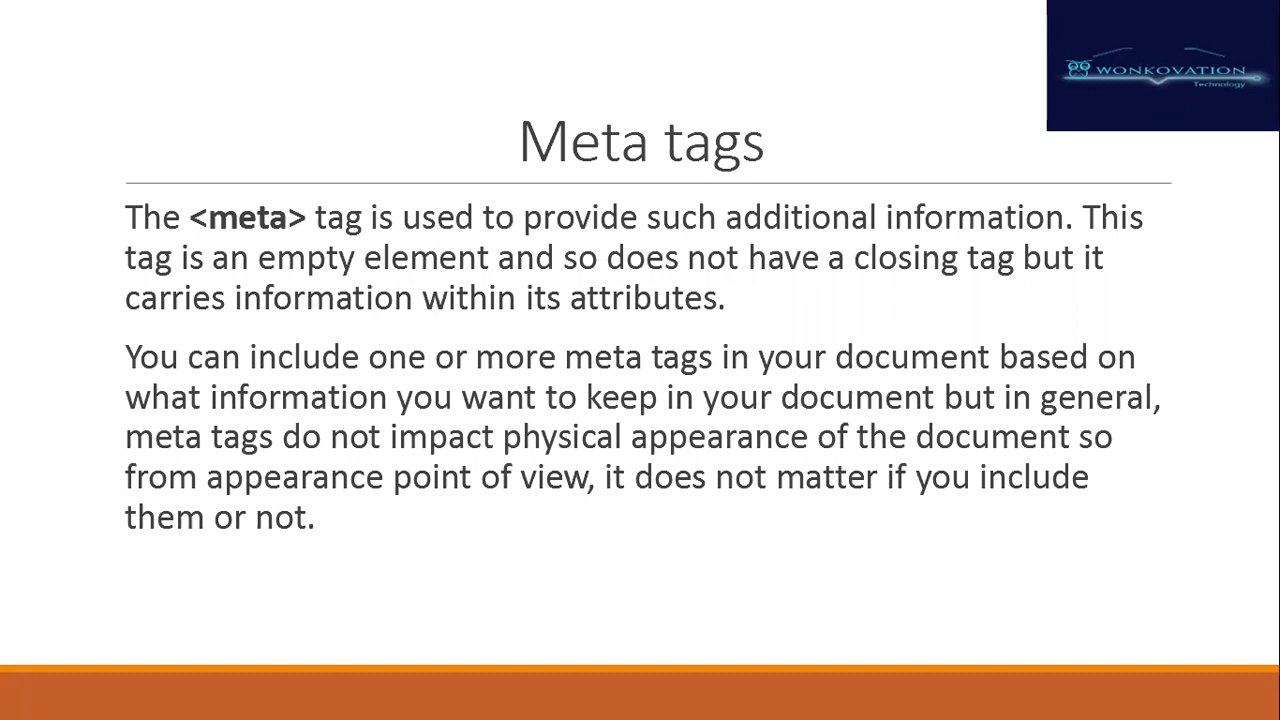 WONKOVATION
Technology
Meta tags
The <meta> tag is used to provide such additional information. This
tag is an empty element and so does not have a closing tag but it
carries information within its attributes.
You can include one or more meta tags in your document based on
what information you want to keep in your document but in general,
meta tags do not impact physical appearance of the document so
from appearance point of view, it does not matter if you include
them or not.